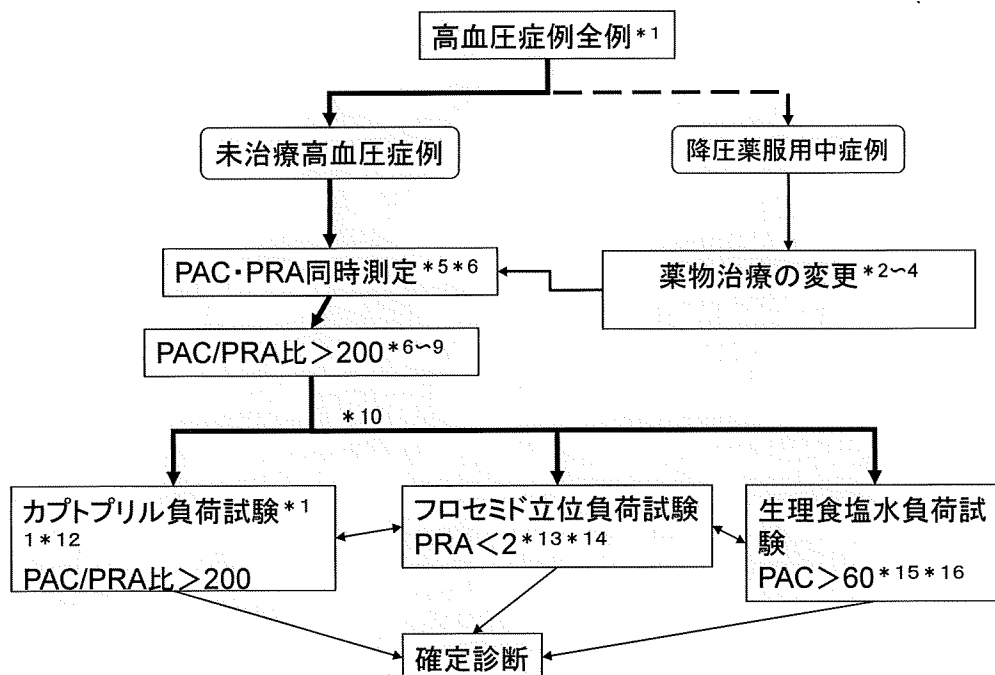 高血圧症例全例*1
未治療高血圧症例
降圧薬服用中症例
PAC・PRA同時測定*5*6
薬物治療の変更*2~4
PAC/PRA比>200*6~9
*10
カプトプリル負荷試験*1
1*12
PAC/PRA比>200
フロセミド立位負荷試験
PRA<2*13*14
生理食塩水負荷試
験
PAC>60*15*16
確定診断